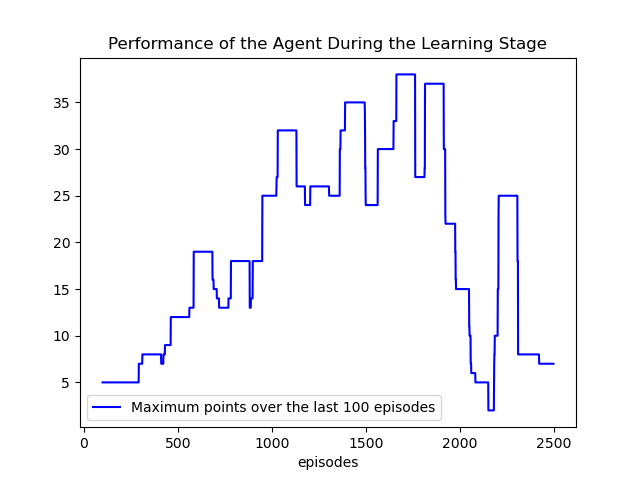 Performance of the Agent During the Learning Stage
35
30
25
20
15
10
5
Maximum points over the last 100 episodes
0 500 1000 1500 2000 2500
episodes